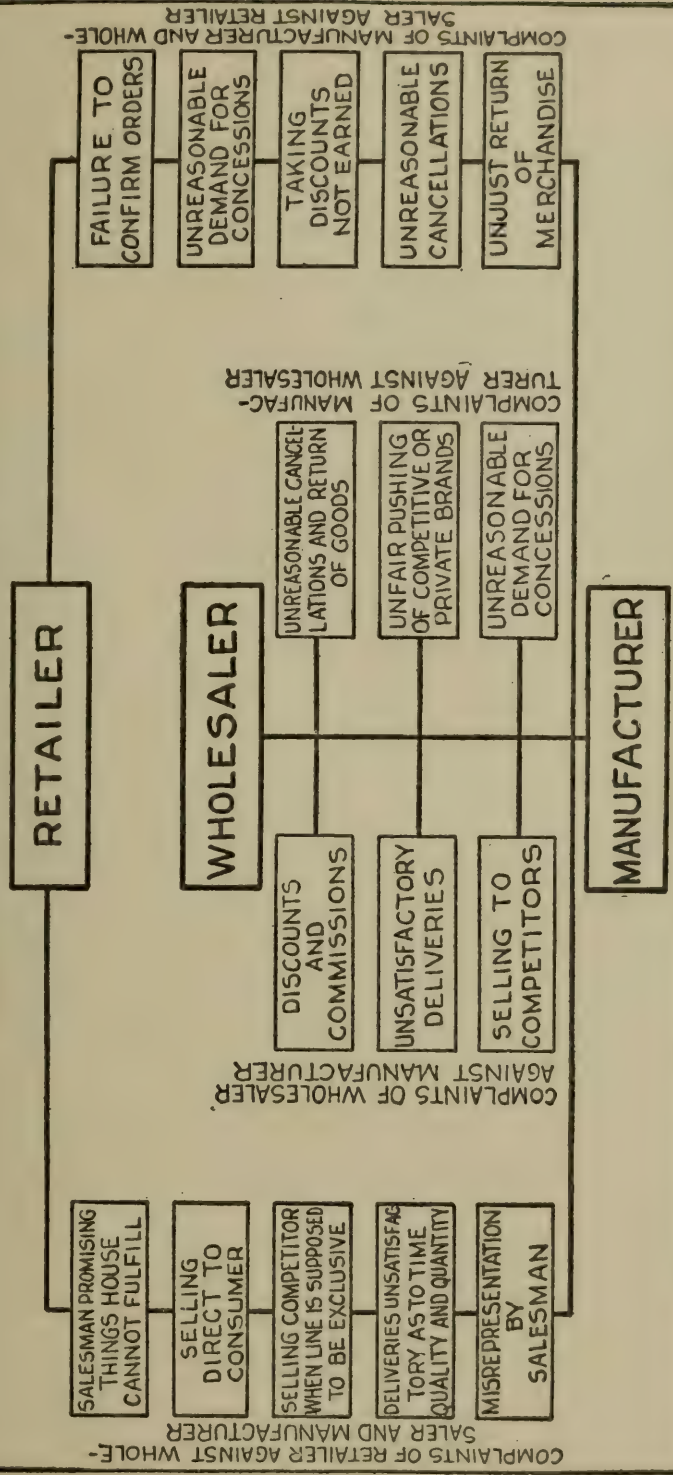 RETAILER
COMPLAINTS OF RETAILER AGAINST WHOLE-
SALER AND MANUFACTURER
SALESMAN PROMISING
THINGS HOUSE
CANNOT FULFILL
SELLING
DIRECT TO
CONSUMER
SELLING COMPETITOR
WHEN LINE IS SUPPOSED
TO BE EXCLUSIVE
DELIVERIES UNSATISFAC
TORY AS TO TIME
QUALITY AND QUANTITY
MISREPRESENTATION
BY
SALESMAN
WHOLESALER
COMPLAINTS OF WHOLESALER
AGAINST MANUFACTURER
DISCOUNTS
AND
COMMISSIONS
UNSATISFACTORY
DELIVERIES
SELLING TO
COMPETITORS
UNREASONABLE CANCEL-
LATIONS AND RETURN
OF GOODS
UNFAIR PUSHING
OF COMPETITIVE OR
PRIVATE BRANDS
UNREASONABLE
DEMAND FOR
CONCESSIONS
COMPLAINTS OF MANUFAC-
TURER AGAINST WHOLESALER
FAILURE TO
CONFIRM ORDERS
UNREASONABLE
DEMAND FOR
CONCESSIONS
TAKING
DISCOUNTS
NOT EARNED
UNREASONABLE
CANCELLATIONS
UNJUST RETURN
OF
MERCHANDISE
COMPLAINTS OF MANUFACTURER AND WHOLE-
SALER AGAINST RETAILER
MANUFACTURER